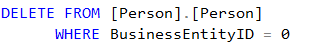 DELETE FROM [Person].[Person]
WHERE BusinessEntityID = 0